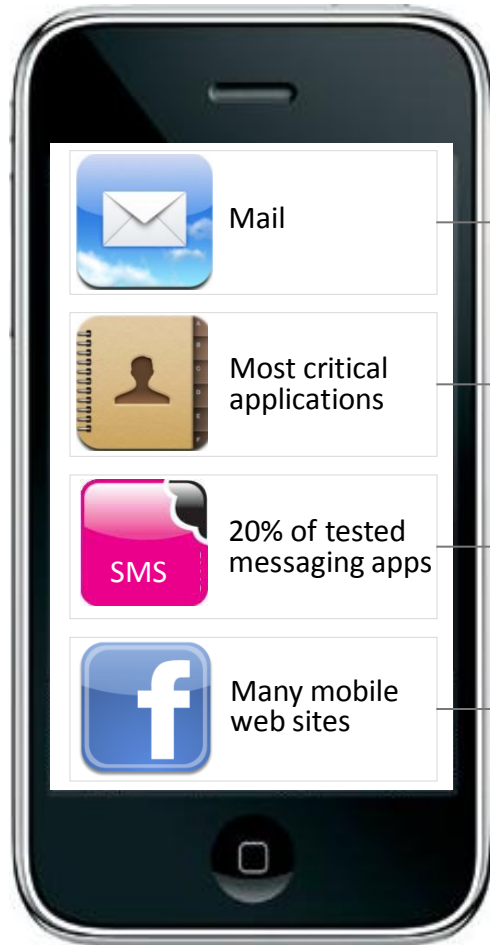 Mail
Most critical
applications
20% of tested
messaging apps
SMS
Many mobile
web sites
f